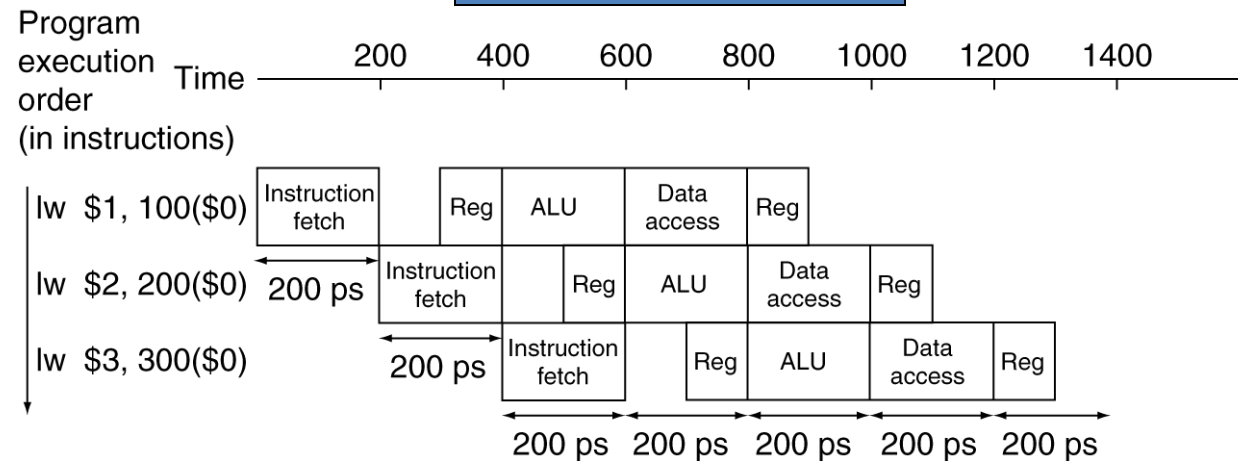 Program
execution
order
(in instructions)
Time
200 400 600 800 1000 1200 1400
lw $1, 100($0)
Instruction
fetch
Reg
ALU
Data
access
Reg
200 ps
lw $2, 200($0)
Instruction
fetch
Reg
ALU
Data
access
Reg
200 ps
lw $3, 300($0)
Instruction
fetch
Reg
ALU
Data
access
Reg
200 ps 200 ps 200 ps 200 ps 200 ps